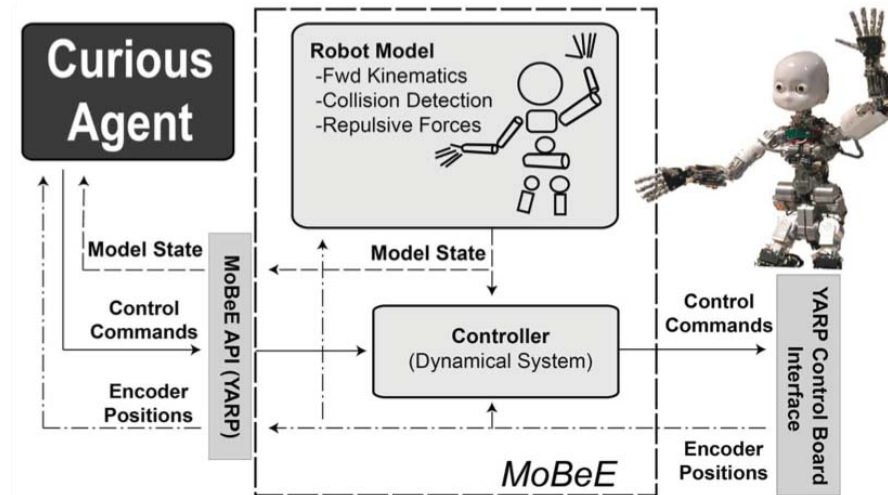 Curious
Agent
Robot Model
-Fwd Kinematics
-Collision Detection
-Repulsive Forces
Model State
Model State
MoBeE API (YARP)
Control
Commands
Controller
(Dynamical System)
Control
Commands
YARP Control Board
Interface
Encoder
Positions
Encoder
Positions
MoBeE